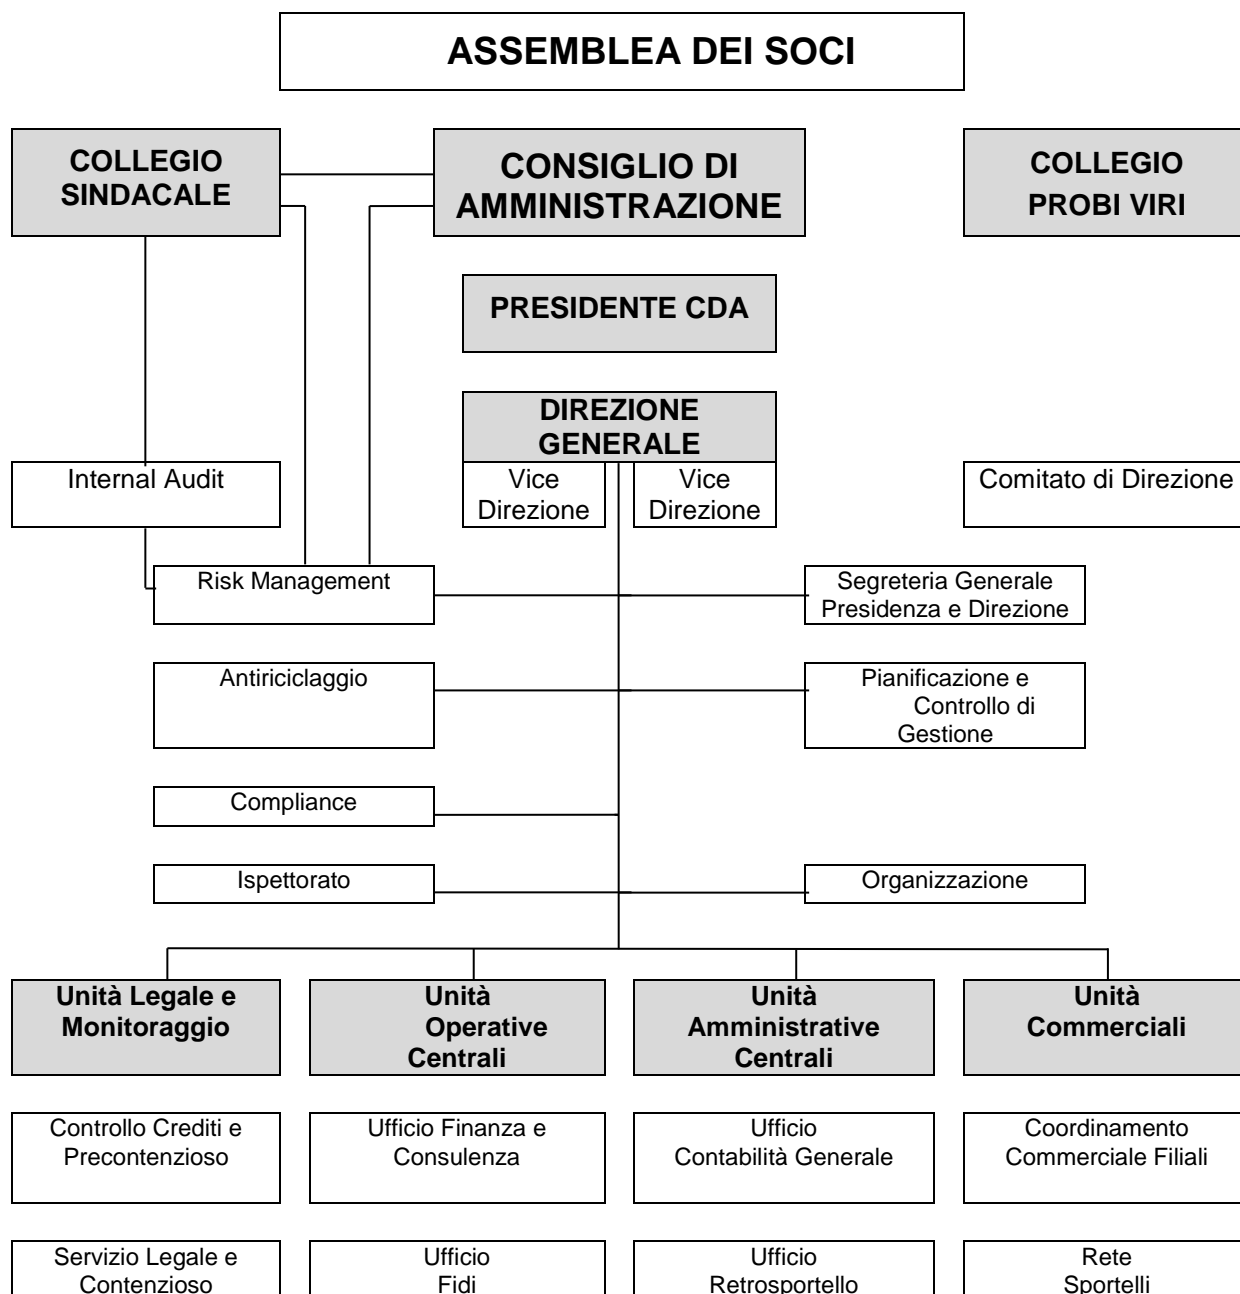 ASSEMBLEA DEI SOCI
COLLEGIO
SINDACALE
CONSIGLIO DI
AMMINISTRAZIONE
COLLEGIO
PROBI VIRI
PRESIDENTE CDA
DIREZIONE
GENERALE
Internal Audit
Vice
Direzione
Vice
Direzione
Comitato di Direzione
Risk Management
Segreteria Generale
Presidenza e Direzione
Antiriciclaggio
Pianificazione e
Controllo di
Gestione
Compliance
Ispettorato
Organizzazione
Unità Legale e
Monitoraggio
Unità
Operative
Centrali
Unità
Amministrative
Centrali
Unità
Commerciali
Controllo Crediti e
Precontenzioso
Ufficio Finanza e
Consulenza
Ufficio
Contabilità Generale
Coordinamento
Commerciale Filiali
Servizio Legale e
Contenzioso
Ufficio
Fidi
Ufficio
Retrosportello
Rete
Sportelli